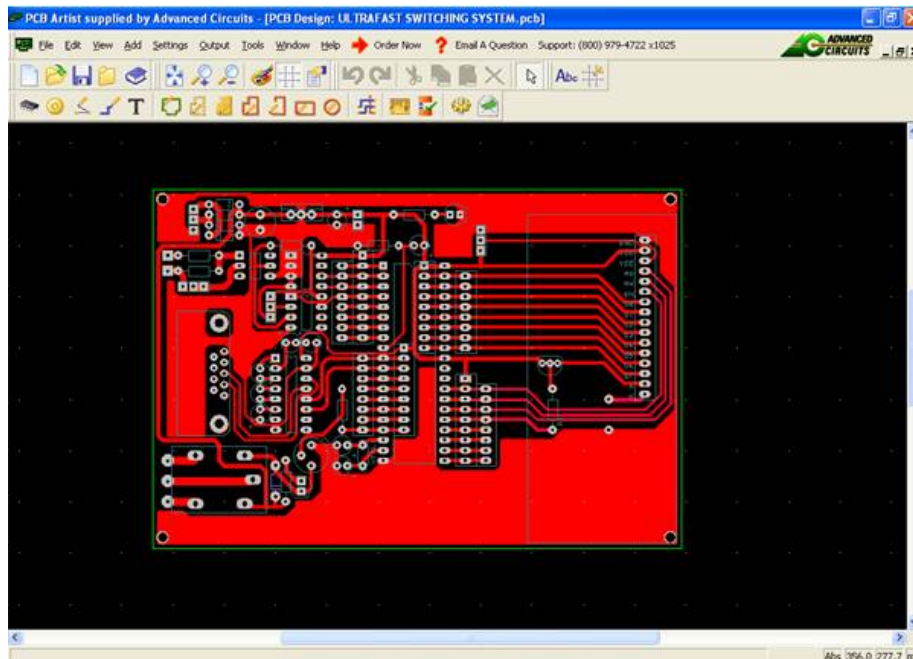 PCB Artist supplied by Advanced Circuits - [PCB Design: ULTRAFAST SWITCHING SYSTEM.pcb]
File Edit View Add Settings Output Tools Window Help Order Now ? Email A Question Support: (800) 979-4722 x1025
ADVANCED
CIRCUITS
Abc
T
Abs 356.0 277.7